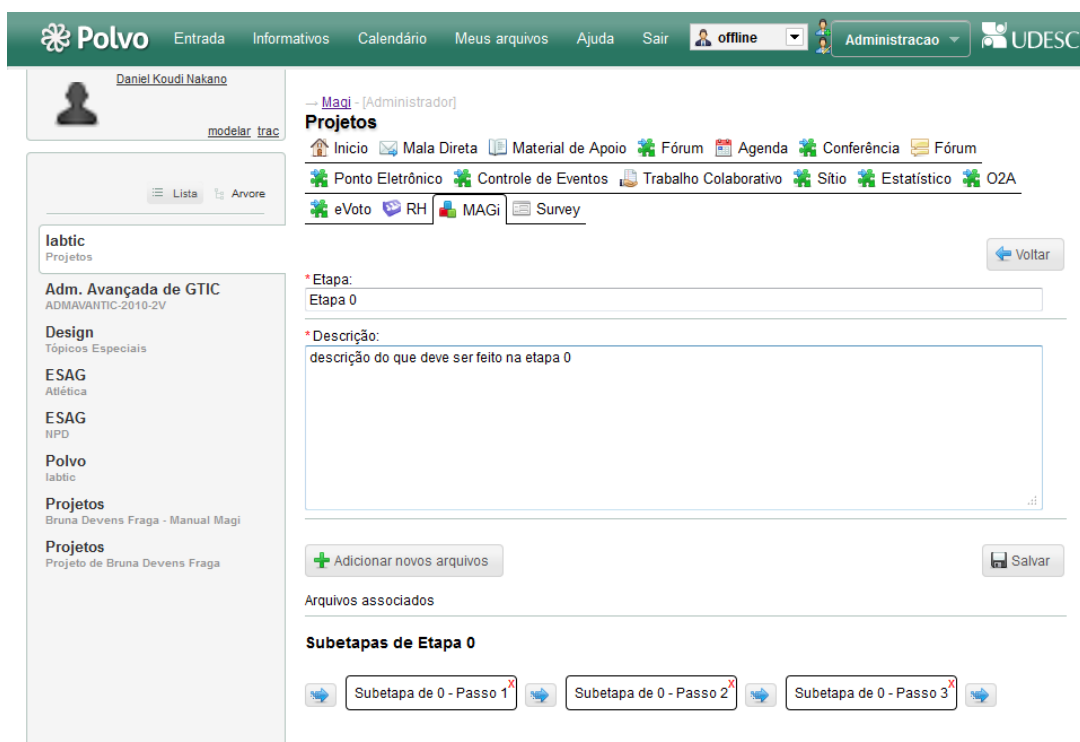 Polvo Entrada Informativos Calendário Meus arquivos Ajuda Sair offline Administracao UDESC
Daniel Koudi Nakano
modelar trac
Lista Arvore
labtic
Projetos
Adm. Avançada de GTIC
ADMAVANTIC-2010-2V
Design
Tópicos Especiais
ESAG
Atlética
ESAG
NPD
Polvo
labtic
Projetos
Bruna Devens Fraga - Manual Magi
Projetos
Projeto de Bruna Devens Fraga
→ Magi - [Administrador]
Projetos
Inicio Mala Direta Material de Apoio Fórum Agenda Conferência Fórum
Ponto Eletrônico Controle de Eventos Trabalho Colaborativo Sítio Estatístico O2A
eVoto RH MAGi Survey
Voltar
* Etapa:
Etapa 0
* Descrição:
descrição do que deve ser feito na etapa 0
Adicionar novos arquivos Salvar
Arquivos associados
Subetapas de Etapa 0
Subetapa de 0 - Passo 1 X Subetapa de 0 - Passo 2 X Subetapa de 0 - Passo 3 X